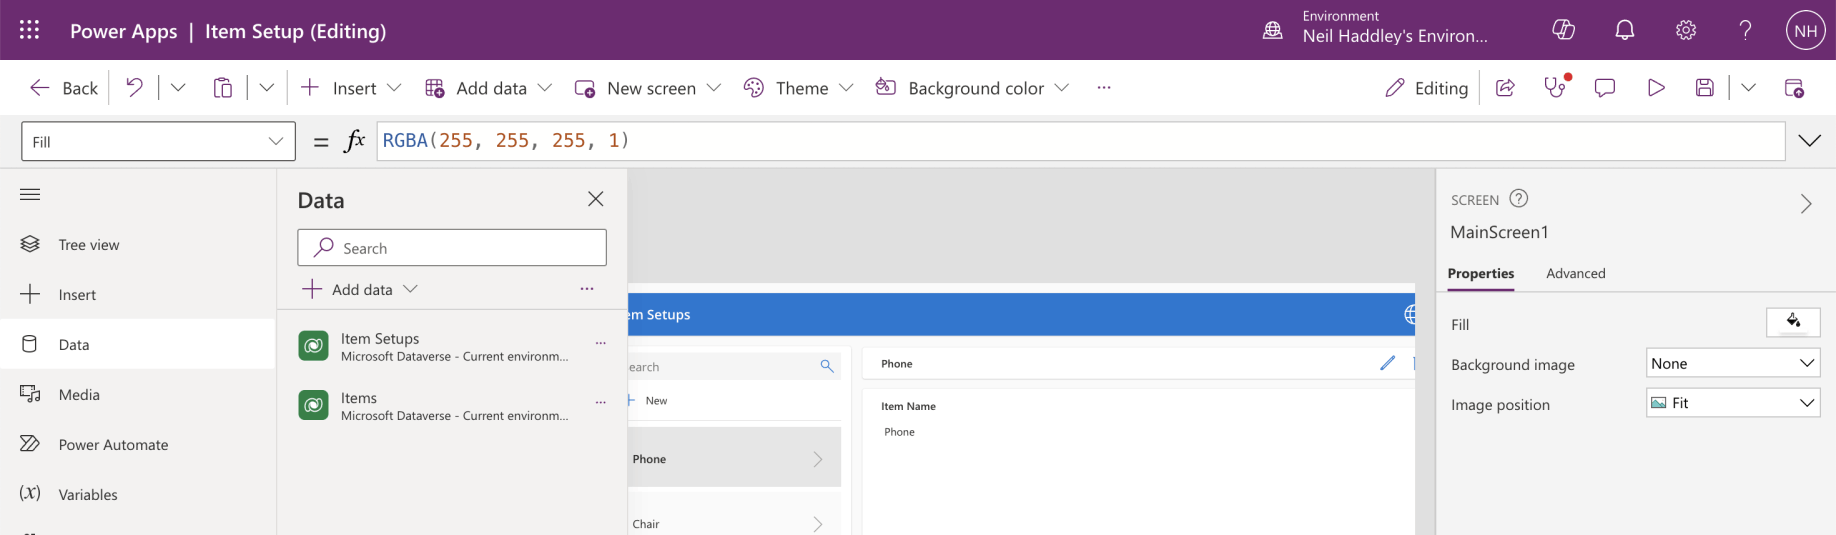 Power Apps | Item Setup (Editing)
Environment
Neil Haddley's Environ...
NH
Back
Insert
Add data
New screen
Theme
Background color
...
Editing
Fill
= fx RGBA(255, 255, 255, 1)
Tree view
Insert
Data
Media
Power Automate
(x) Variables
Data
Search
Add data
...
Item Setups
Microsoft Dataverse - Current environm...
...
Items
Microsoft Dataverse - Current environm...
...
em Setups
earch
New
Phone
Chair
Phone
Item Name
Phone
SCREEN
MainScreen1
Properties
Advanced
Fill
Background image
None
Image position
Fit